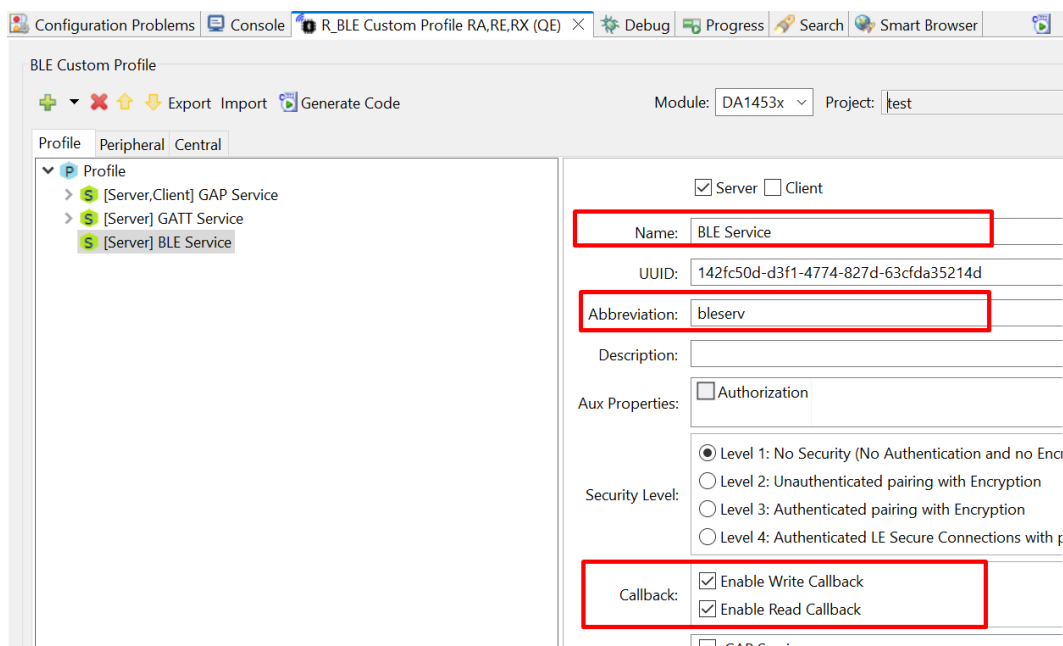 Configuration Problems Console R_BLE Custom Profile RA,RE,RX (QE) Debug Progress Search Smart Browser
BLE Custom Profile
Export Import Generate Code Module: DA1453x Project: test
Profile Peripheral Central
P Profile
S [Server,Client] GAP Service
S [Server] GATT Service
S [Server] BLE Service
Server Client
Name: BLE Service
UUID: 142fc50d-d3f1-4774-827d-63cfda35214d
Abbreviation: bleserv
Description:
Aux Properties: Authorization
Security Level:
Level 1: No Security (No Authentication and no Encr
Level 2: Unauthenticated pairing with Encryption
Level 3: Authenticated pairing with Encryption
Level 4: Authenticated LE Secure Connections with p
Callback:
Enable Write Callback
Enable Read Callback